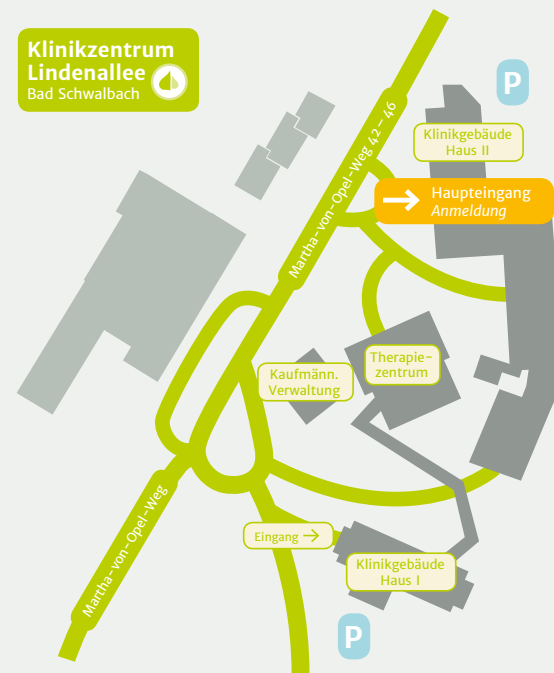 Klinikzentrum
Lindenallee
Bad Schwalbach
P
Martha-von-Opel-Weg 42–46
Klinikgebäude
Haus II
→ Haupteingang
Anmeldung
Therapie-
zentrum
Kaufmänn.
Verwaltung
Martha-von-Opel-Weg
Eingang →
Klinikgebäude
Haus I
P